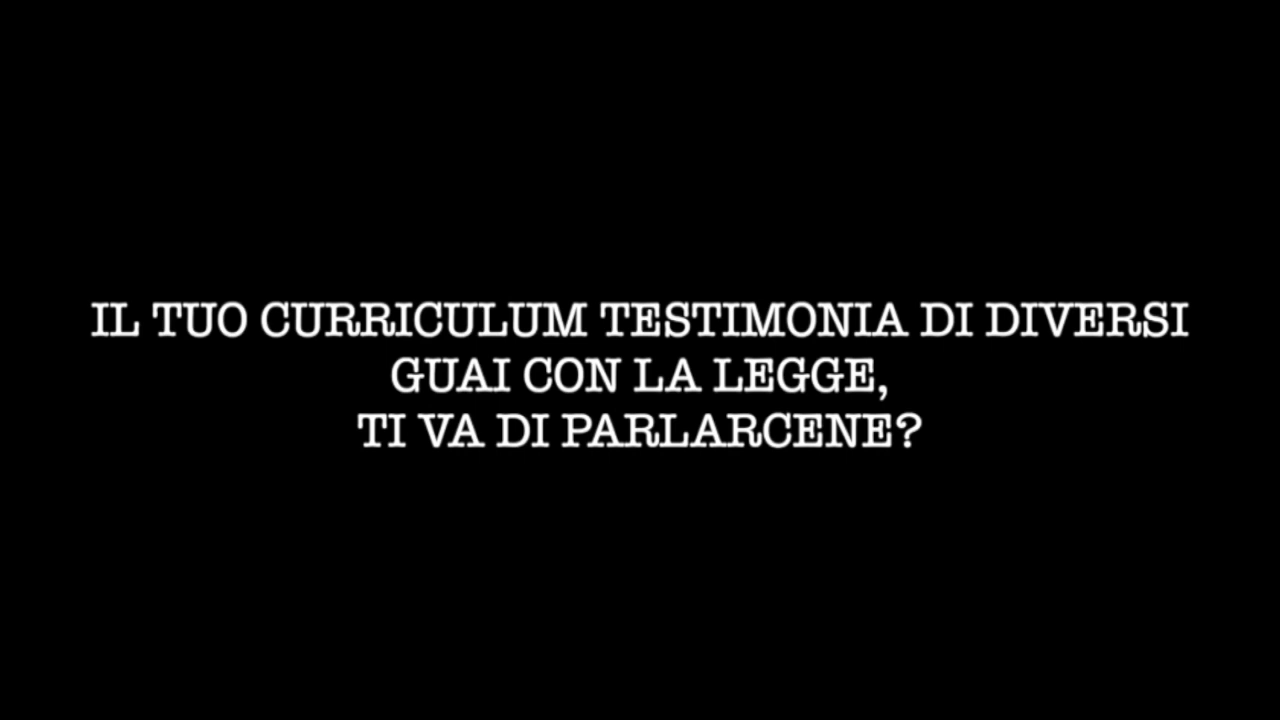 IL TUO CURRICULUM TESTIMONIA DI DIVERSI
GUAI CON LA LEGGE,
TI VA DI PARLARCENE?